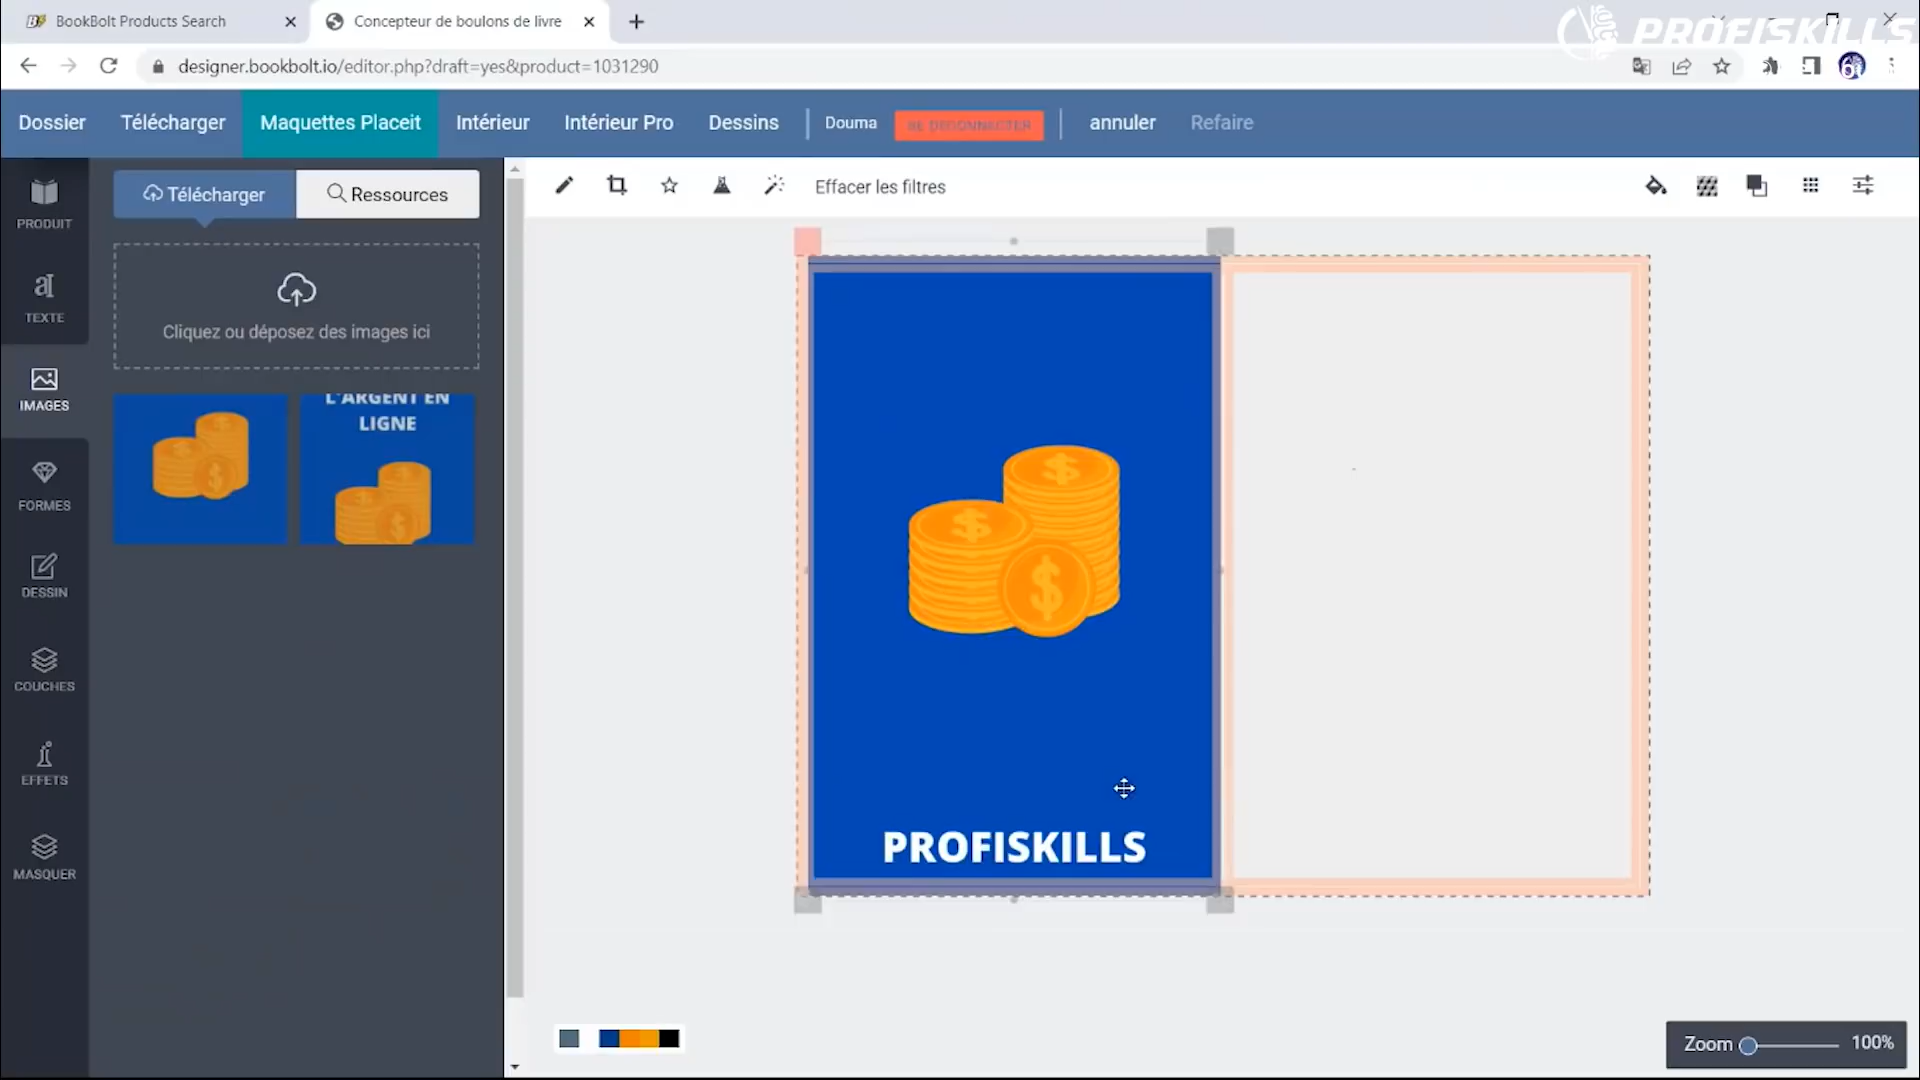 BookBolt Products Search
Concepteur de boulons de livre
PROFISKILLS
designer.bookbolt.io/editor.php?draft=yes&product=1031290
Dossier
Télécharger
Maquettes Placeit
Intérieur
Intérieur Pro
Dessins
Douma
SE DÉCONNECTER
annuler
Refaire
PRODUIT
TEXTE
IMAGES
FORMES
DESSIN
COUCHES
EFFETS
MASQUER
Télécharger
Ressources
Cliquez ou déposez des images ici
L'ARGENT EN
LIGNE
Effacer les filtres
PROFISKILLS
Zoom
100%